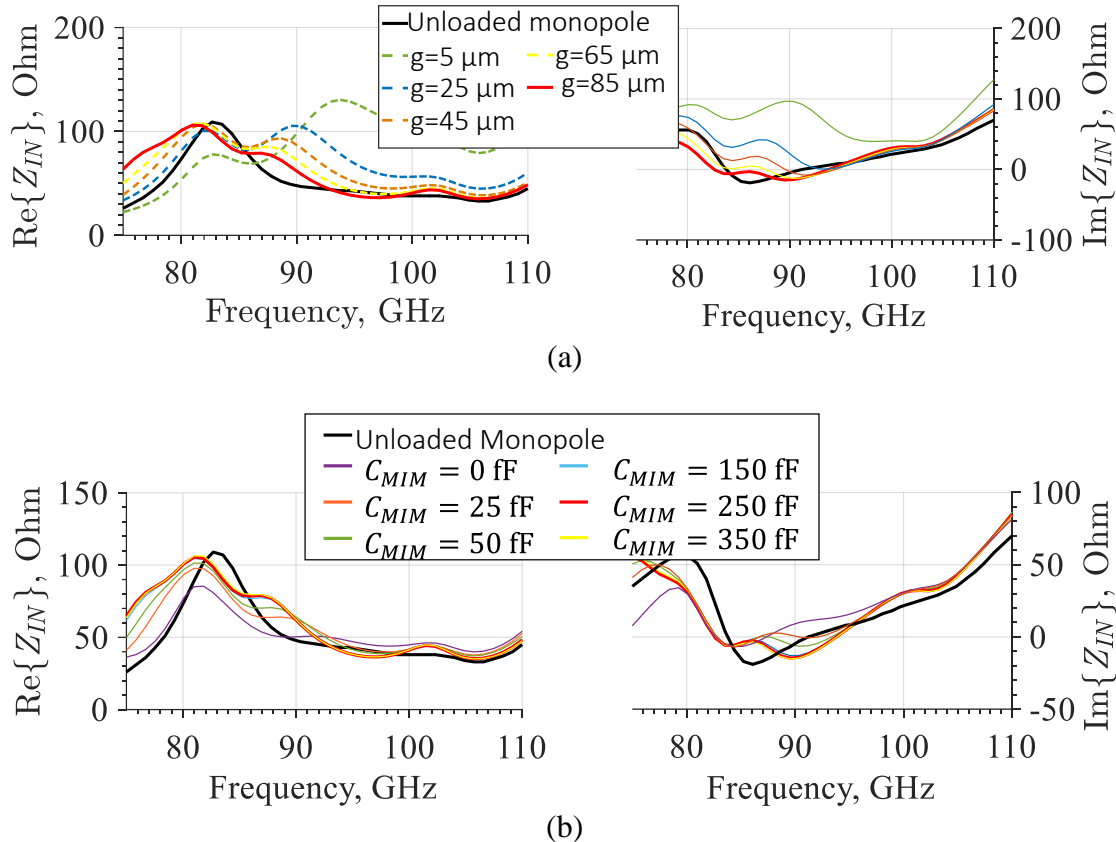 Unloaded monopole
g=5 μm g=65 μm
g=25 μm g=85 μm
g=45 μm
200
100
0
Re{Z_IN}, Ohm
80 90 100 110
Frequency, GHz
200
100
0
-100
Im{Z_IN}, Ohm
80 90 100 110
Frequency, GHz
(a)
Unloaded Monopole
C_MIM = 0 fF C_MIM = 150 fF
C_MIM = 25 fF C_MIM = 250 fF
C_MIM = 50 fF C_MIM = 350 fF
150
100
50
0
Re{Z_IN}, Ohm
80 90 100 110
Frequency, GHz
100
50
0
-50
Im{Z_IN}, Ohm
80 90 100 110
Frequency, GHz
(b)